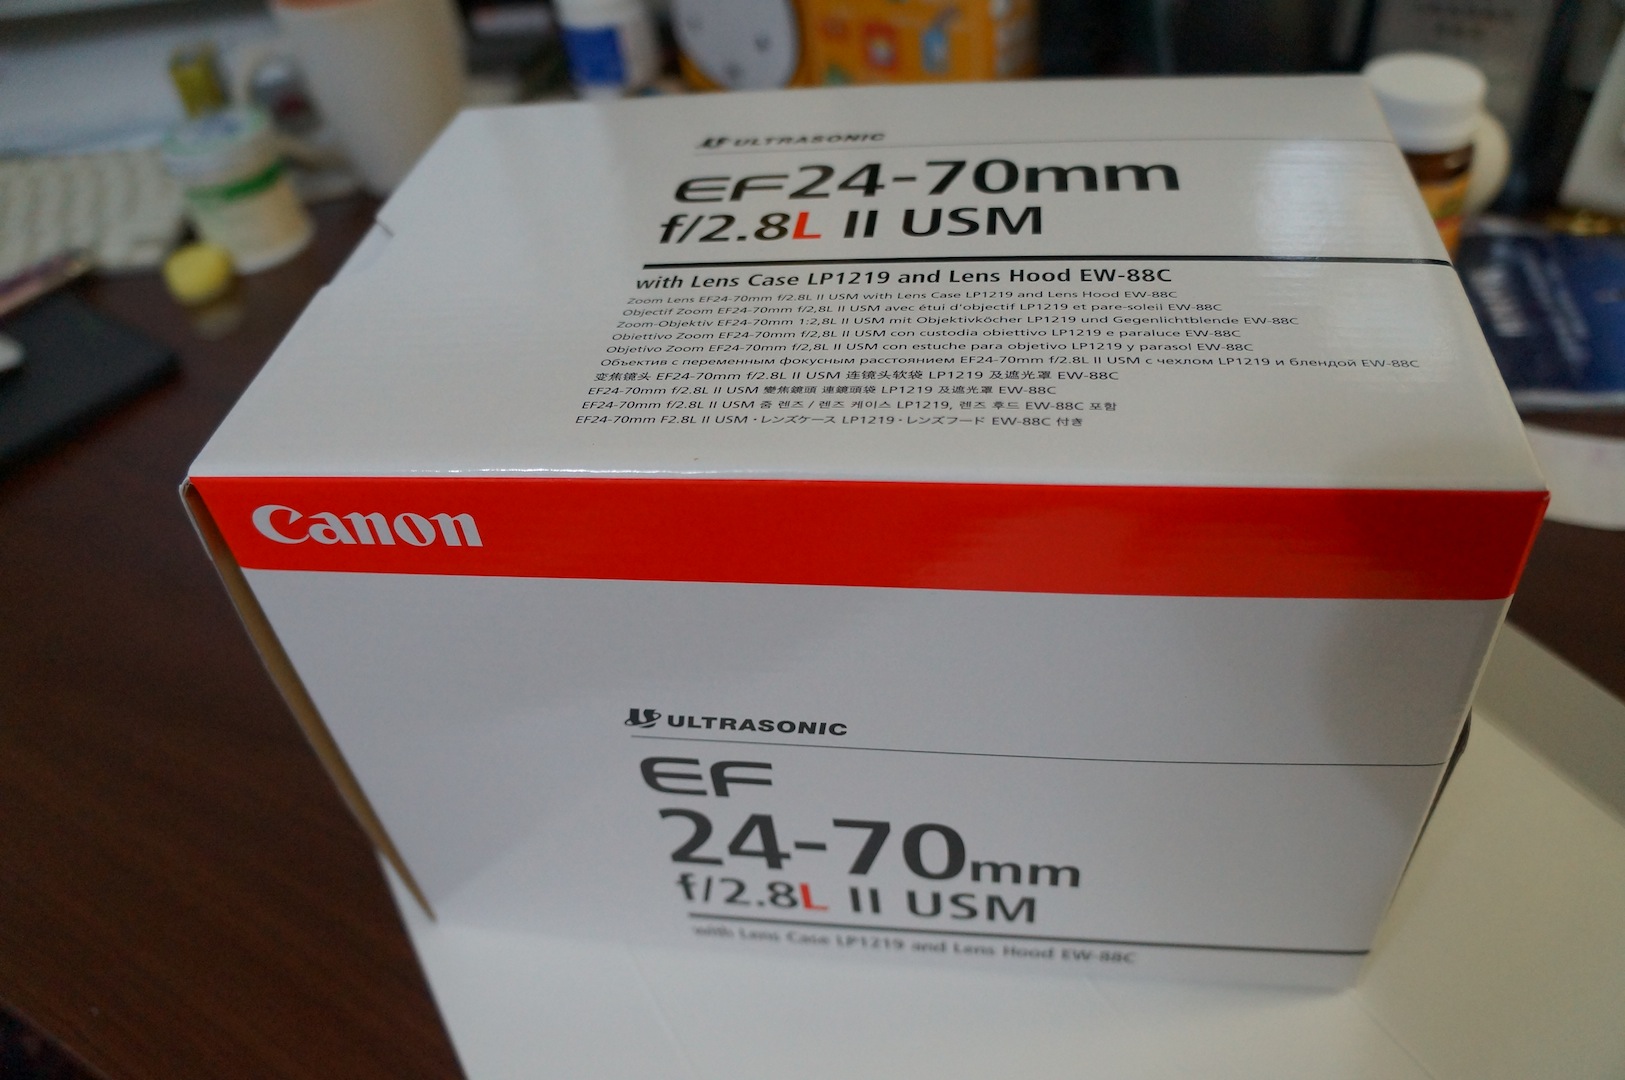 ULTRASONIC
EF24-70mm
f/2.8L II USM
with Lens Case LP1219 and Lens Hood EW-88C
Zoom Lens EF24-70mm f/2.8L II USM with Lens Case LP1219 and Lens Hood EW-88C
Objectif Zoom EF24-70mm f/2,8L II USM avec étui d'objectif LP1219 et pare-soleil EW-88C
Zoom-Objektiv EF24-70mm 1:2,8L II USM mit Objektivköcher LP1219 und Gegenlichtblende EW-88C
Obiettivo Zoom EF24-70mm f/2,8L II USM con custodia obiettivo LP1219 e paraluce EW-88C
Objetivo Zoom EF24-70mm f/2,8L II USM con estuche para objetivo LP1219 y parasol EW-88C
Объектив с переменным фокусным расстоянием EF24-70mm f/2.8L II USM с чехлом LP1219 и блендой EW-88C
变焦镜头 EF24-70mm f/2.8L II USM 连镜头软袋 LP1219 及遮光罩 EW-88C
EF24-70mm f/2.8L II USM 變焦鏡頭 連鏡頭袋 LP1219 及遮光罩 EW-88C
EF24-70mm f/2.8L II USM 줌 렌즈 / 렌즈 케이스 LP1219, 렌즈 후드 EW-88C 포함
EF24-70mm F2.8L II USM・レンズケース LP1219・レンズフード EW-88C 付き
Canon
ULTRASONIC
EF
24-70mm
f/2.8L II USM
with Lens Case LP1219 and Lens Hood EW-88C